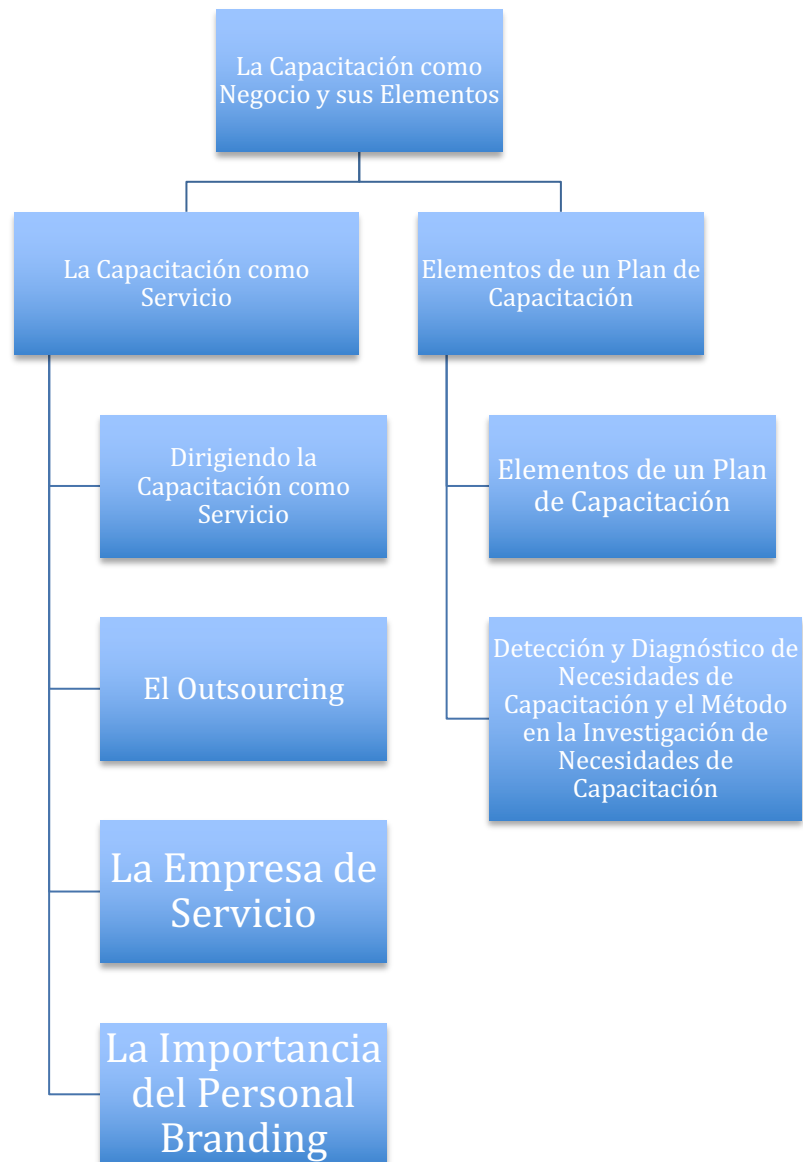 La Capacitación como
Negocio y sus Elementos
La Capacitación como
Servicio
Elementos de un Plan de
Capacitación
Dirigiendo la
Capacitación como
Servicio
Elementos de un Plan
de Capacitación
El Outsourcing
Detección y Diagnóstico de
Necesidades de
Capacitación y el Método
en la Investigación de
Necesidades de
Capacitación
La Empresa de
Servicio
La Importancia
del Personal
Branding